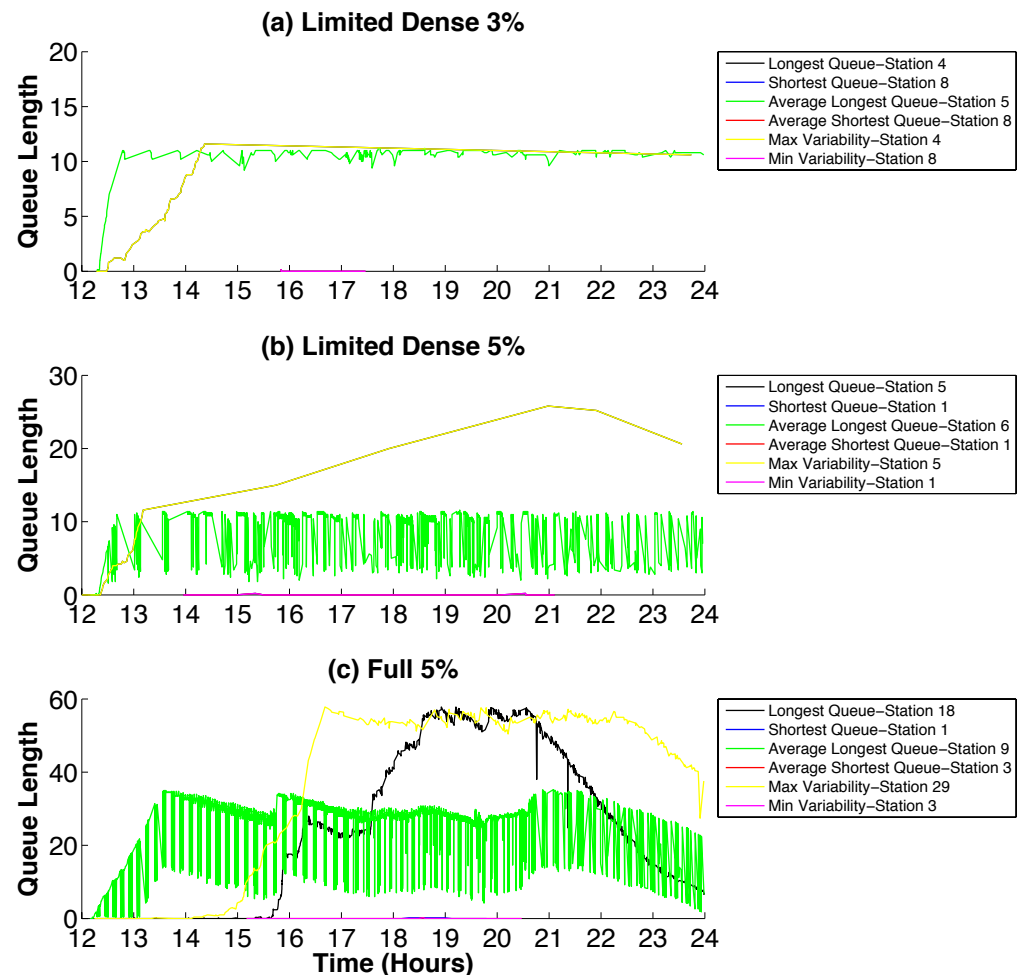 (a) Limited Dense 3%
Queue Length
20
15
10
5
0
12 13 14 15 16 17 18 19 20 21 22 23 24
Longest Queue−Station 4
Shortest Queue−Station 8
Average Longest Queue−Station 5
Average Shortest Queue−Station 8
Max Variability−Station 4
Min Variability−Station 8
(b) Limited Dense 5%
Queue Length
30
20
10
0
12 13 14 15 16 17 18 19 20 21 22 23 24
Longest Queue−Station 5
Shortest Queue−Station 1
Average Longest Queue−Station 6
Average Shortest Queue−Station 1
Max Variability−Station 5
Min Variability−Station 1
(c) Full 5%
Queue Length
60
40
20
0
12 13 14 15 16 17 18 19 20 21 22 23 24
Time (Hours)
Longest Queue−Station 18
Shortest Queue−Station 1
Average Longest Queue−Station 9
Average Shortest Queue−Station 3
Max Variability−Station 29
Min Variability−Station 3